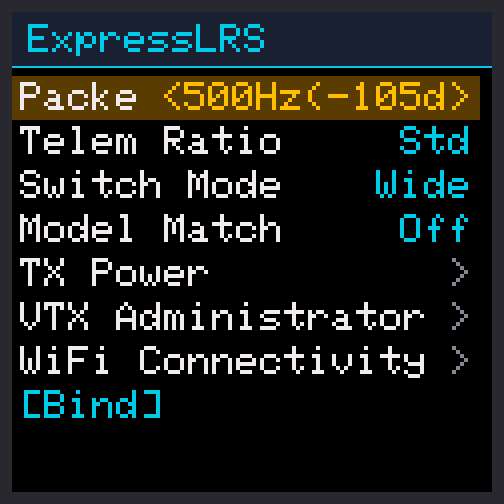 ExpressLRS
Packe <500Hz(-105d>
Telem Ratio Std
Switch Mode Wide
Model Match Off
TX Power >
VTX Administrator >
WiFi Connectivity >
[Bind]